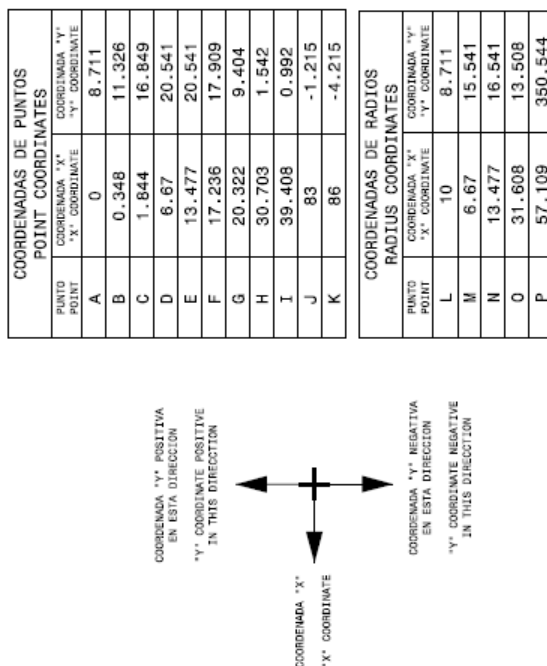 COORDENADAS DE PUNTOS
POINT COORDINATES
PUNTO POINT | COORDENADA "X" "X" COORDINATE | COORDINADA "Y" "Y" COORDINATE
A | 0 | 8.711
B | 0.348 | 11.326
C | 1.844 | 16.849
D | 6.67 | 20.541
E | 13.477 | 20.541
F | 17.236 | 17.909
G | 20.322 | 9.404
H | 30.703 | 1.542
I | 39.408 | 0.992
J | 83 | -1.215
K | 86 | -4.215
COORDENADAS DE RADIOS
RADIUS COORDINATES
PUNTO POINT | COORDENADA "X" "X" COORDINATE | COORDINADA "Y" "Y" COORDINATE
L | 10 | 8.711
M | 6.67 | 15.541
N | 13.477 | 16.541
O | 31.608 | 13.508
P | 57.109 | 350.544
COORDENADA "Y" POSITIVA
EN ESTA DIRECCION
"Y" COORDINATE POSITIVE
IN THIS DIRECCTION
COORDENADA "X"
"X" COORDINATE
COORDENADA "Y" NEGATIVA
EN ESTA DIRECCION
"Y" COORDINATE NEGATIVE
IN THIS DIRECCTION